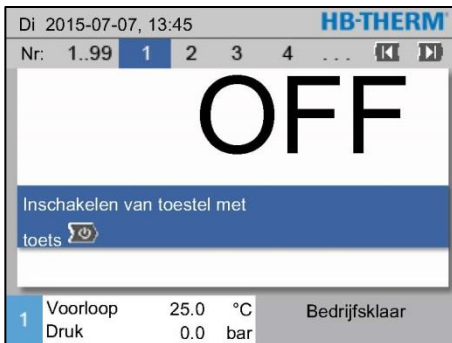 Di 2015-07-07, 13:45 HB-THERM
Nr: 1..99 1 2 3 4 ...
OFF
Inschakelen van toestel met
toets
1 Voorloop 25.0 °C Bedrijfsklaar
Druk 0.0 bar